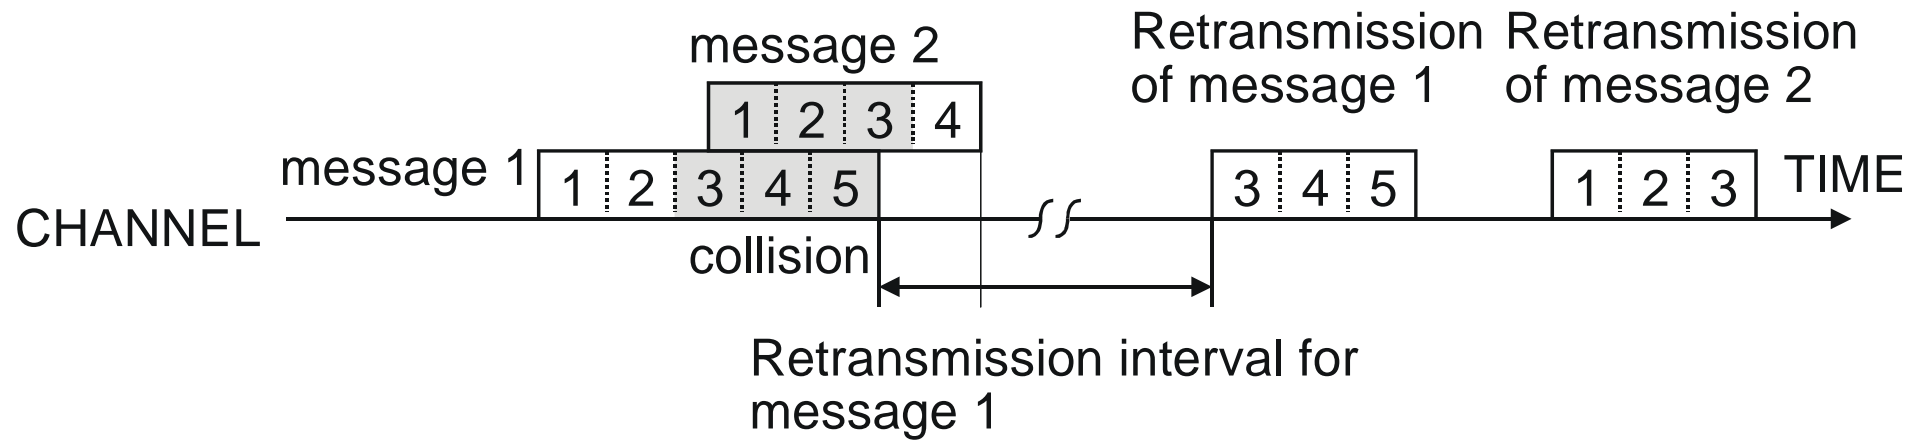 message 2
Retransmission
of message 1
Retransmission
of message 2
1 2 3 4
message 1
1 2 3 4 5
3 4 5
1 2 3
TIME
CHANNEL
collision
Retransmission interval for
message 1